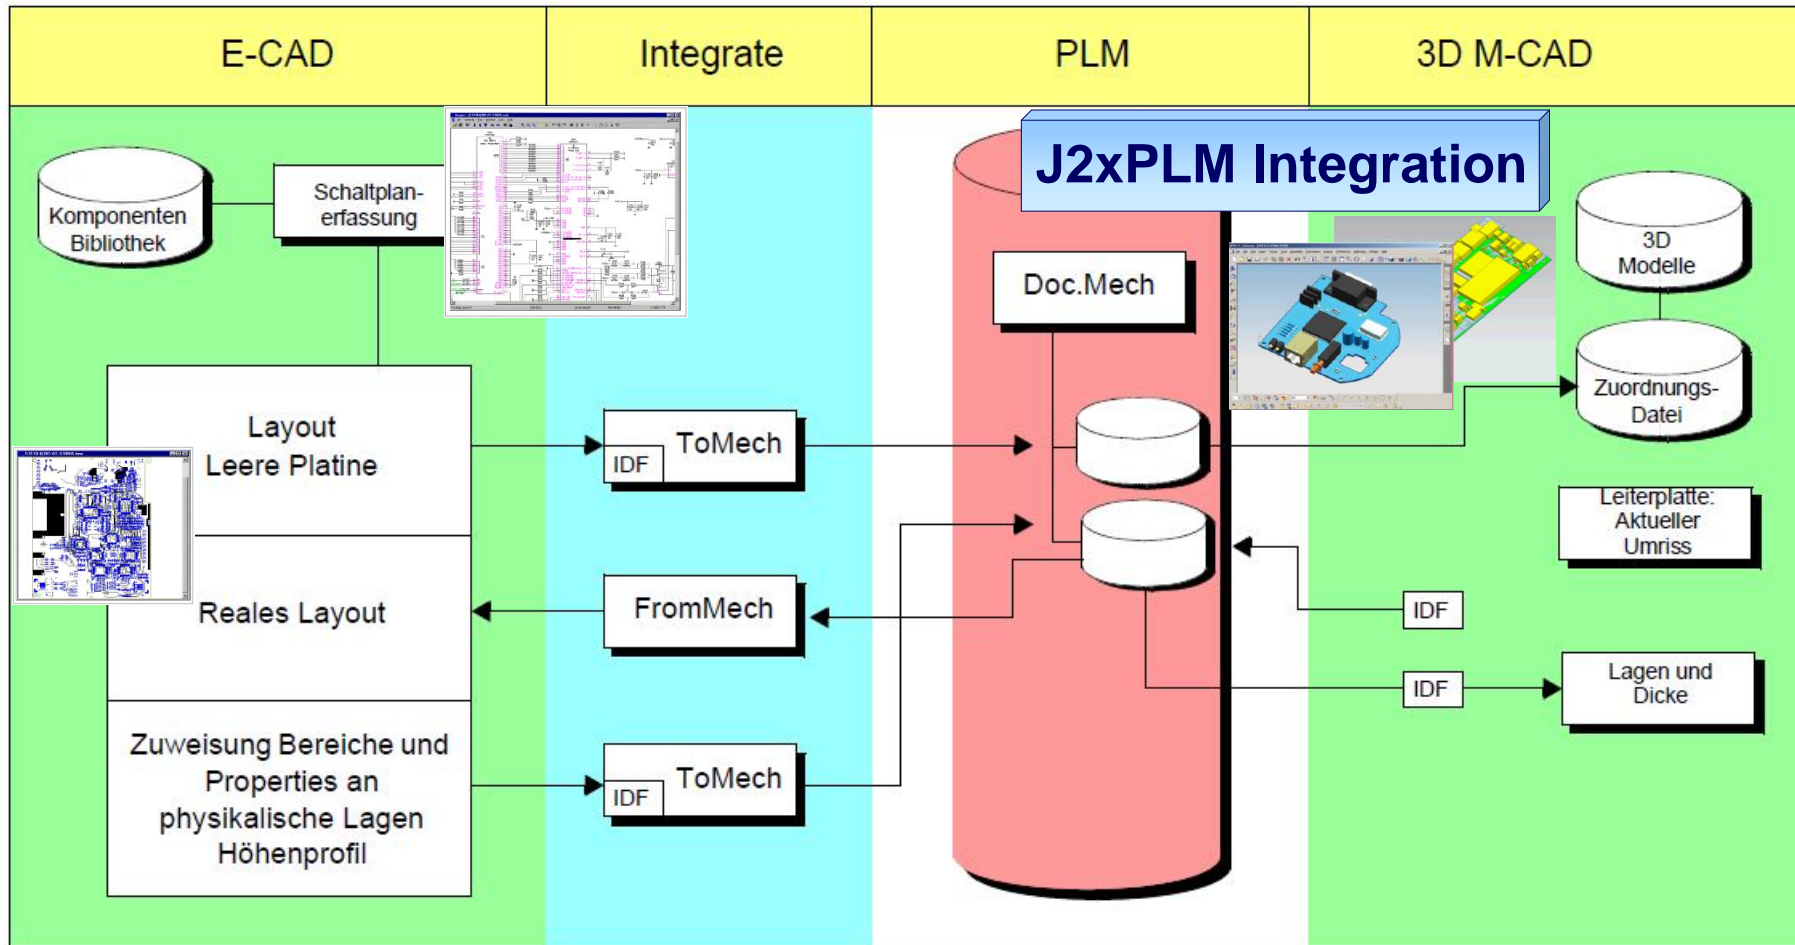 E-CAD
Integrate
PLM
3D M-CAD
J2xPLM Integration
Komponenten
Bibliothek
Schaltplan-
erfassung
3D
Modelle
Doc.Mech
Zuordnungs-
Datei
Layout
Leere Platine
ToMech
IDF
Leiterplatte:
Aktueller
Umriss
Reales Layout
FromMech
IDF
Lagen und
Dicke
IDF
Zuweisung Bereiche und
Properties an
physikalische Lagen
Höhenprofil
ToMech
IDF